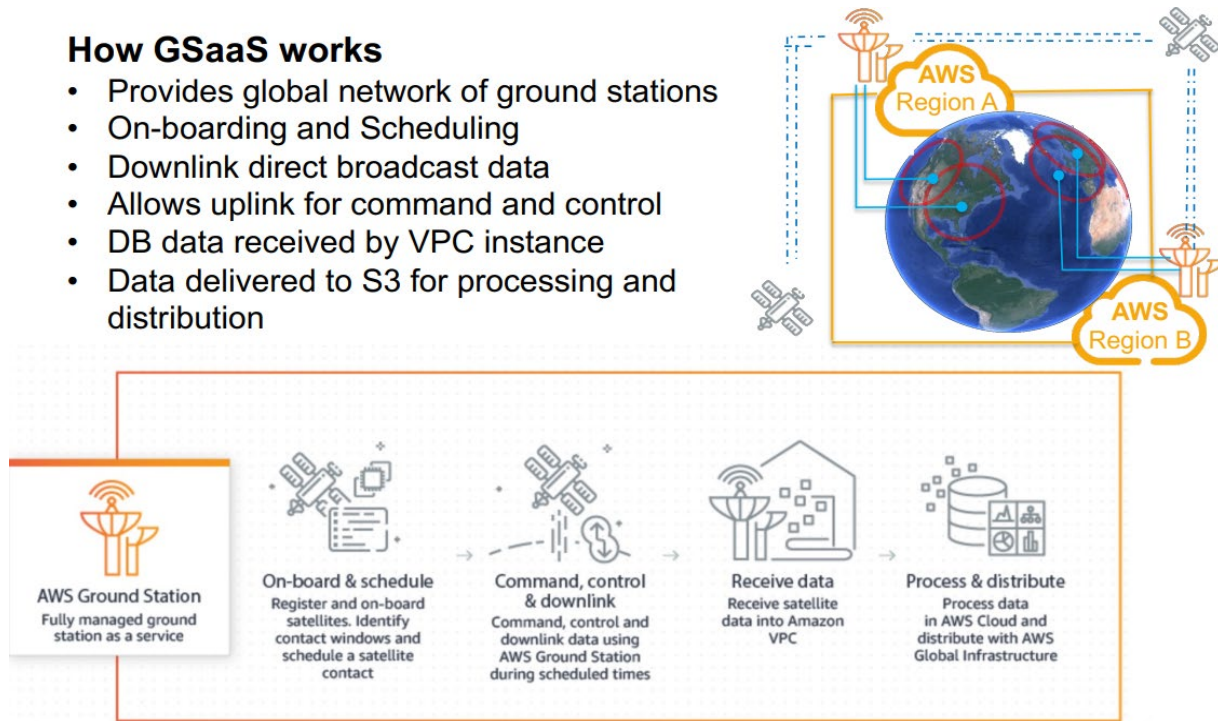 How GSaaS works
• Provides global network of ground stations
• On-boarding and Scheduling
• Downlink direct broadcast data
• Allows uplink for command and control
• DB data received by VPC instance
• Data delivered to S3 for processing and
distribution
AWS
Region A
AWS
Region B
AWS Ground Station
Fully managed ground
station as a service
On-board & schedule
Register and on-board
satellites. Identify
contact windows and
schedule a satellite
contact
Command, control
& downlink
Command, control and
downlink data using
AWS Ground Station
during scheduled times
Receive data
Receive satellite
data into Amazon
VPC
Process & distribute
Process data
in AWS Cloud and
distribute with AWS
Global Infrastructure